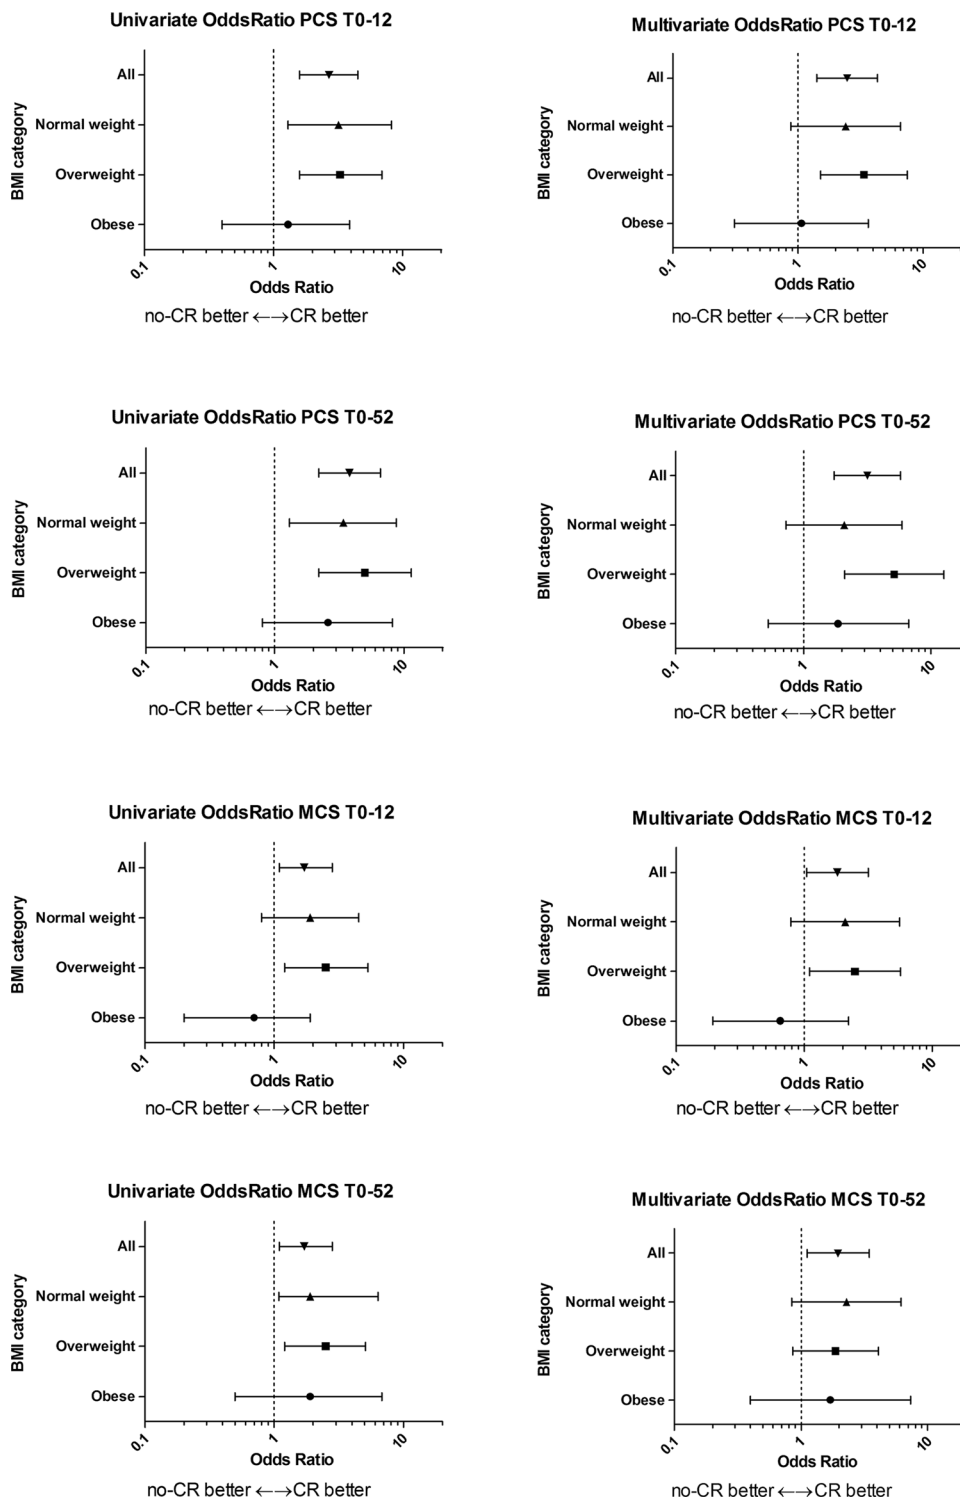 Univariate OddsRatio PCS T0-12
BMI category
All
Normal weight
Overweight
Obese
0.1
1
10
Odds Ratio
no-CR better ←→CR better
Multivariate OddsRatio PCS T0-12
BMI category
All
Normal weight
Overweight
Obese
0.1
1
10
Odds Ratio
no-CR better ←→CR better
Univariate OddsRatio PCS T0-52
BMI category
All
Normal weight
Overweight
Obese
0.1
1
10
Odds Ratio
no-CR better ←→CR better
Multivariate OddsRatio PCS T0-52
BMI category
All
Normal weight
Overweight
Obese
0.1
1
10
Odds Ratio
no-CR better ←→CR better
Univariate OddsRatio MCS T0-12
BMI category
All
Normal weight
Overweight
Obese
0.1
1
10
Odds Ratio
no-CR better ←→CR better
Multivariate OddsRatio MCS T0-12
BMI category
All
Normal weight
Overweight
Obese
0.1
1
10
Odds Ratio
no-CR better ←→CR better
Univariate OddsRatio MCS T0-52
BMI category
All
Normal weight
Overweight
Obese
0.1
1
10
Odds Ratio
no-CR better ←→CR better
Multivariate OddsRatio MCS T0-52
BMI category
All
Normal weight
Overweight
Obese
0.1
1
10
Odds Ratio
no-CR better ←→CR better